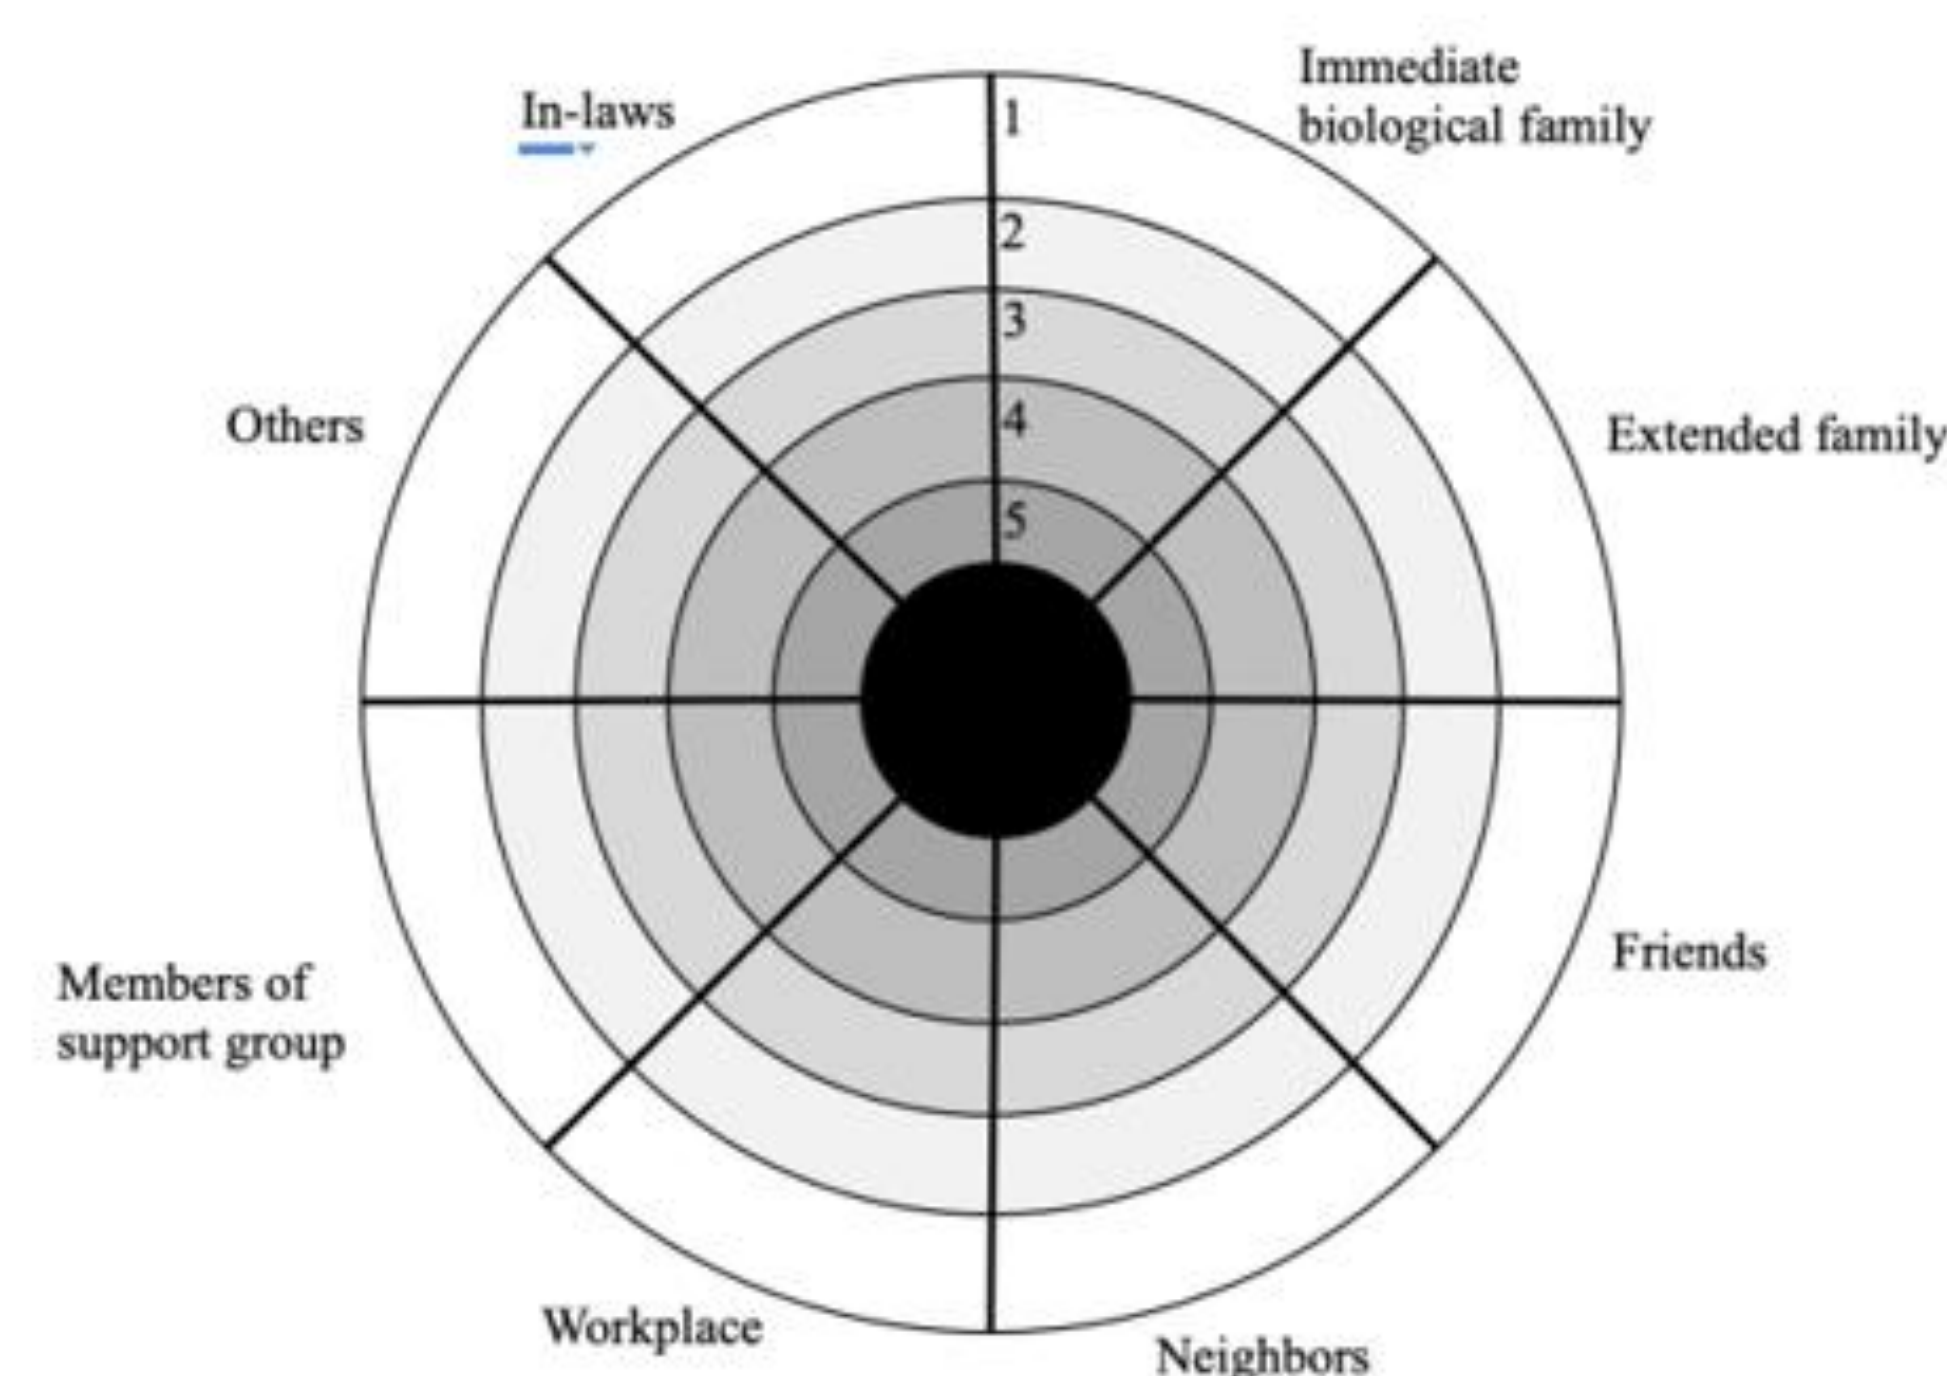 Immediate
biological family
In-laws
1
2
3
4
5
Others
Extended family
Friends
Members of
support group
Workplace
Neighbors